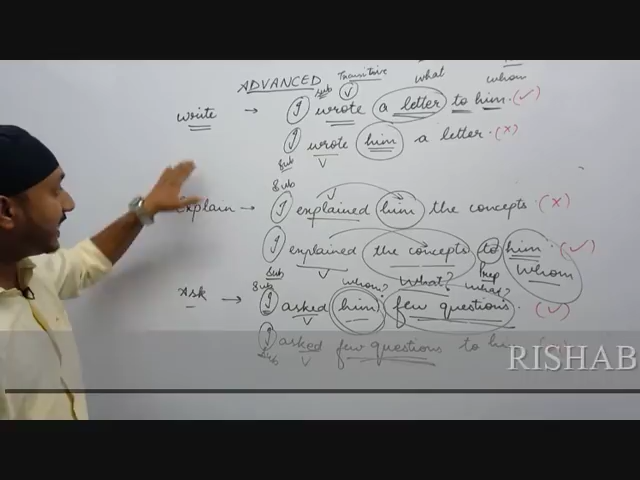 what whom
ADVANCED Sub Transitive
write → I wrote a letter to him. (✓)
I wrote him a letter. (x)
Sub V
Sub
Explain → I explained him the concepts. (x)
I explained the concepts to him. (✓)
Sub V Prep whom
Sub whom? What? what?
Ask → I asked him few questions. (✓)
V
I asked few questions to him
Sub V
RISHAB